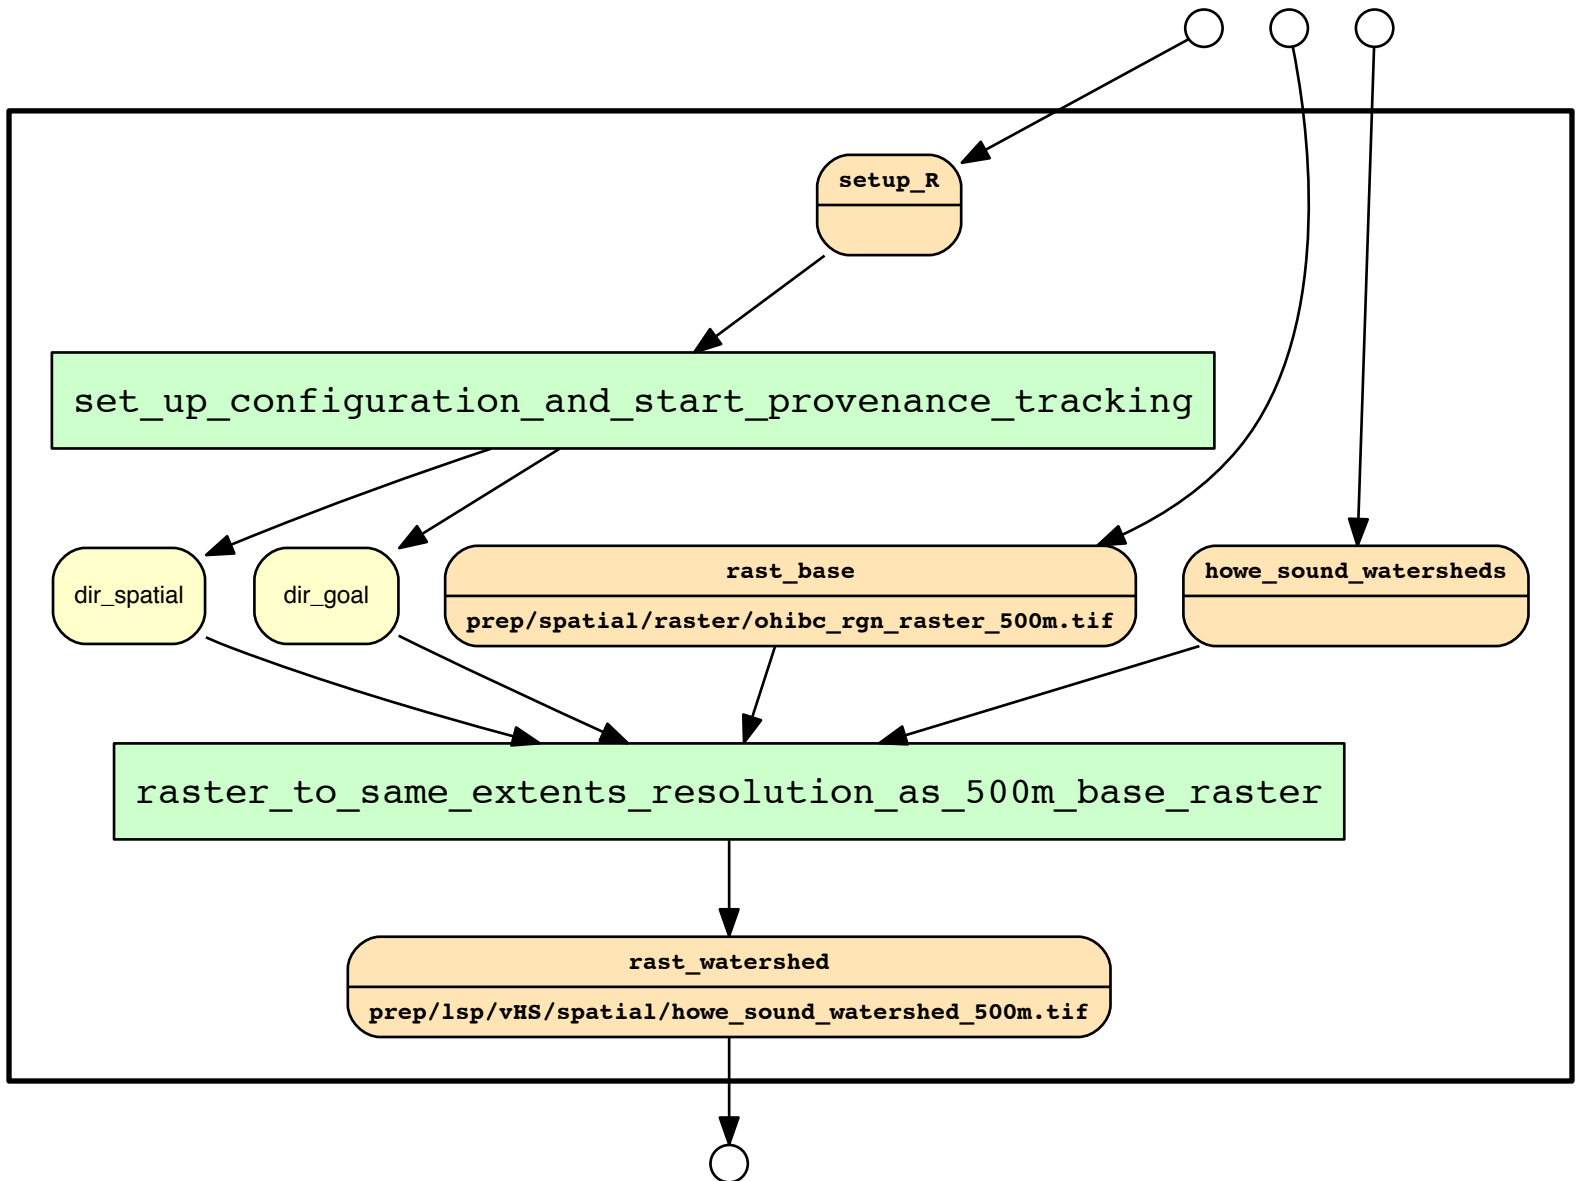 setup_R
set_up_configuration_and_start_provenance_tracking
dir_spatial
dir_goal
rast_base
prep/spatial/raster/ohibc_rgn_raster_500m.tif
howe_sound_watersheds
raster_to_same_extents_resolution_as_500m_base_raster
rast_watershed
prep/lsp/vHS/spatial/howe_sound_watershed_500m.tif